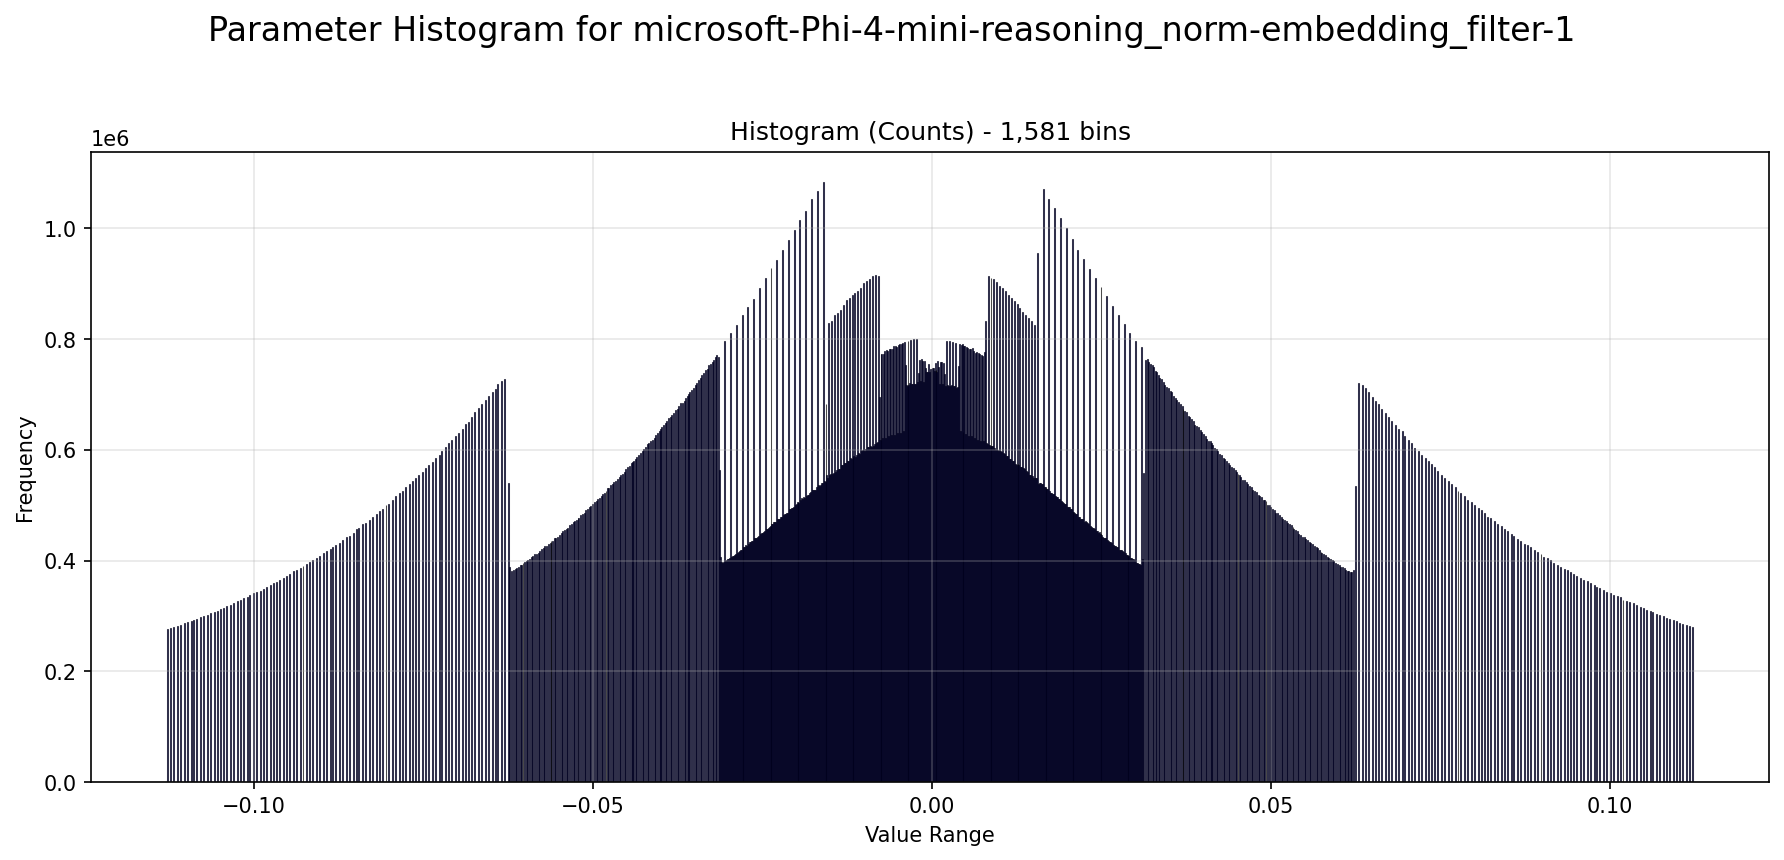 Parameter Histogram for microsoft-Phi-4-mini-reasoning_norm-embedding_filter-1
Histogram (Counts) - 1,581 bins
1e6
1.0
0.8
0.6
0.4
0.2
0.0
Frequency
−0.10
−0.05
0.00
0.05
0.10
Value Range